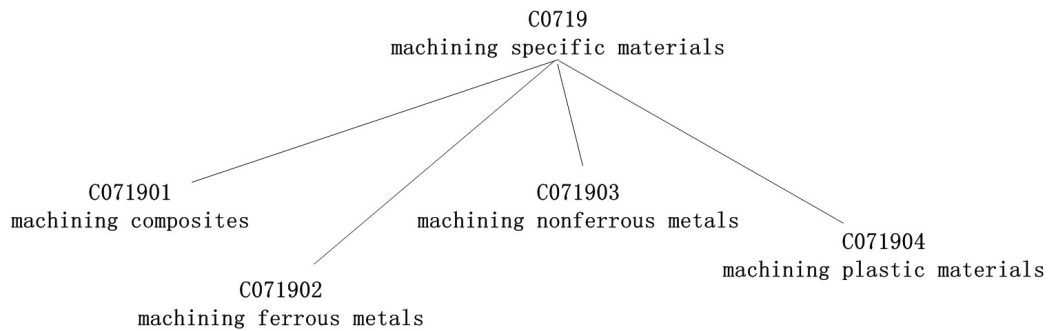 C0719
machining specific materials
C071901
machining composites
C071903
machining nonferrous metals
C071904
machining plastic materials
C071902
machining ferrous metals